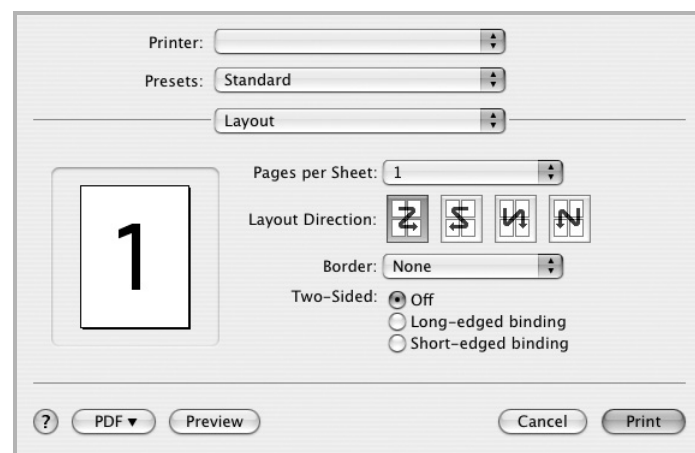 Printer:
Presets: Standard
Layout
Pages per Sheet: 1
Layout Direction:
1
Border: None
Two-Sided: Off
Long-edged binding
Short-edged binding
? PDF▼ Preview Cancel Print